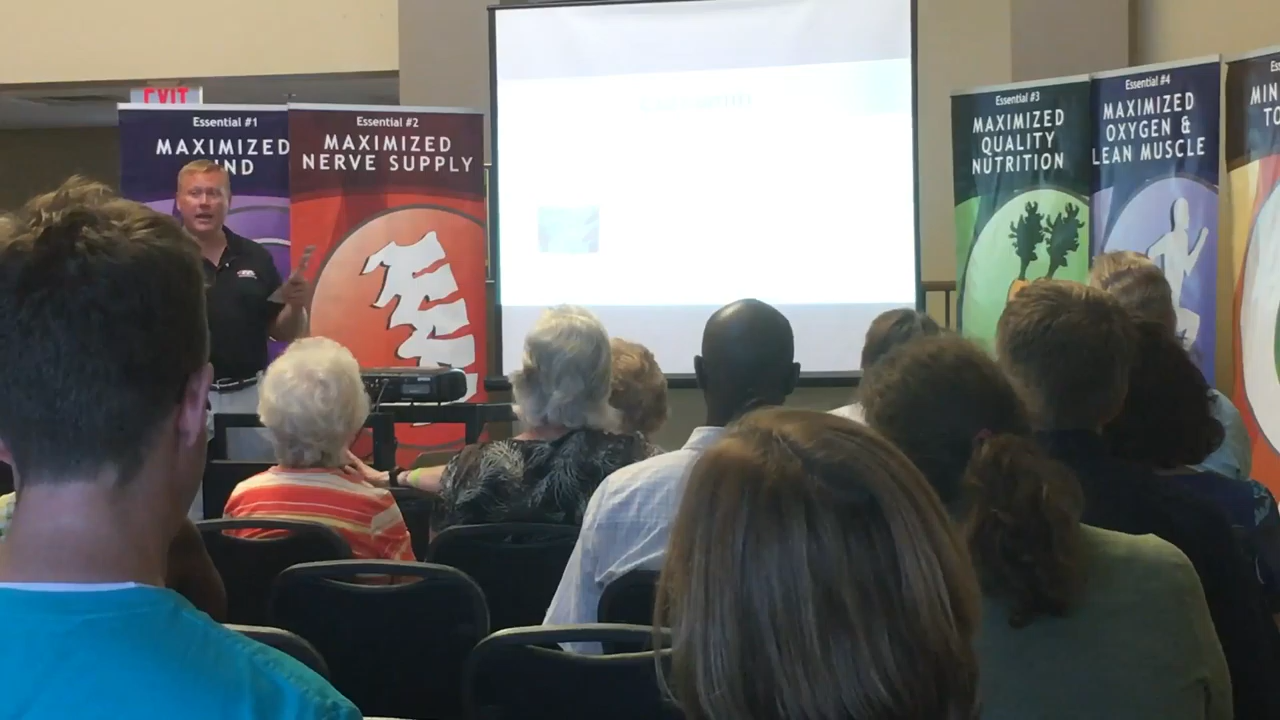 EXIT
Essential #1
MAXIMIZED
Essential #2
MAXIMIZED
NERVE SUPPLY
Essential #3
MAXIMIZED
QUALITY
NUTRITION
Essential #4
MAXIMIZED
OXYGEN &
LEAN MUSCLE